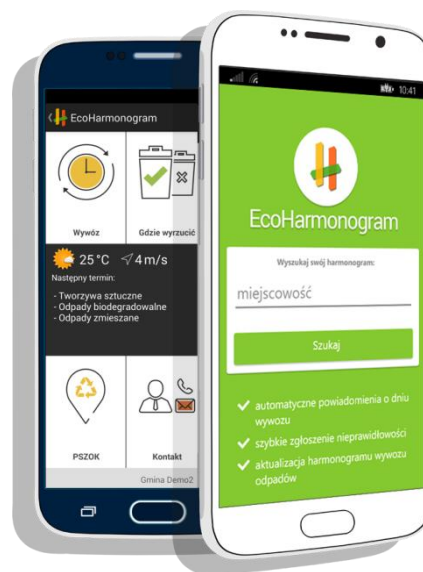 EcoHarmonogram
Wywóz
Gdzie wyrzucić
25°C
4m/s
Następny termin:
- Tworzywa sztuczne
- Odpady biodegradowalne
- Odpady zmieszane
PSZOK
Kontakt
Gmina Demo2
10:41
EcoHarmonogram
Wyszukaj swój harmonogram:
miejscowość
Szukaj
automatyczne powiadomienia o dniu
wywozu
szybkie zgłoszenie nieprawidłowości
aktualizacja harmonogramu wywozu
odpadów